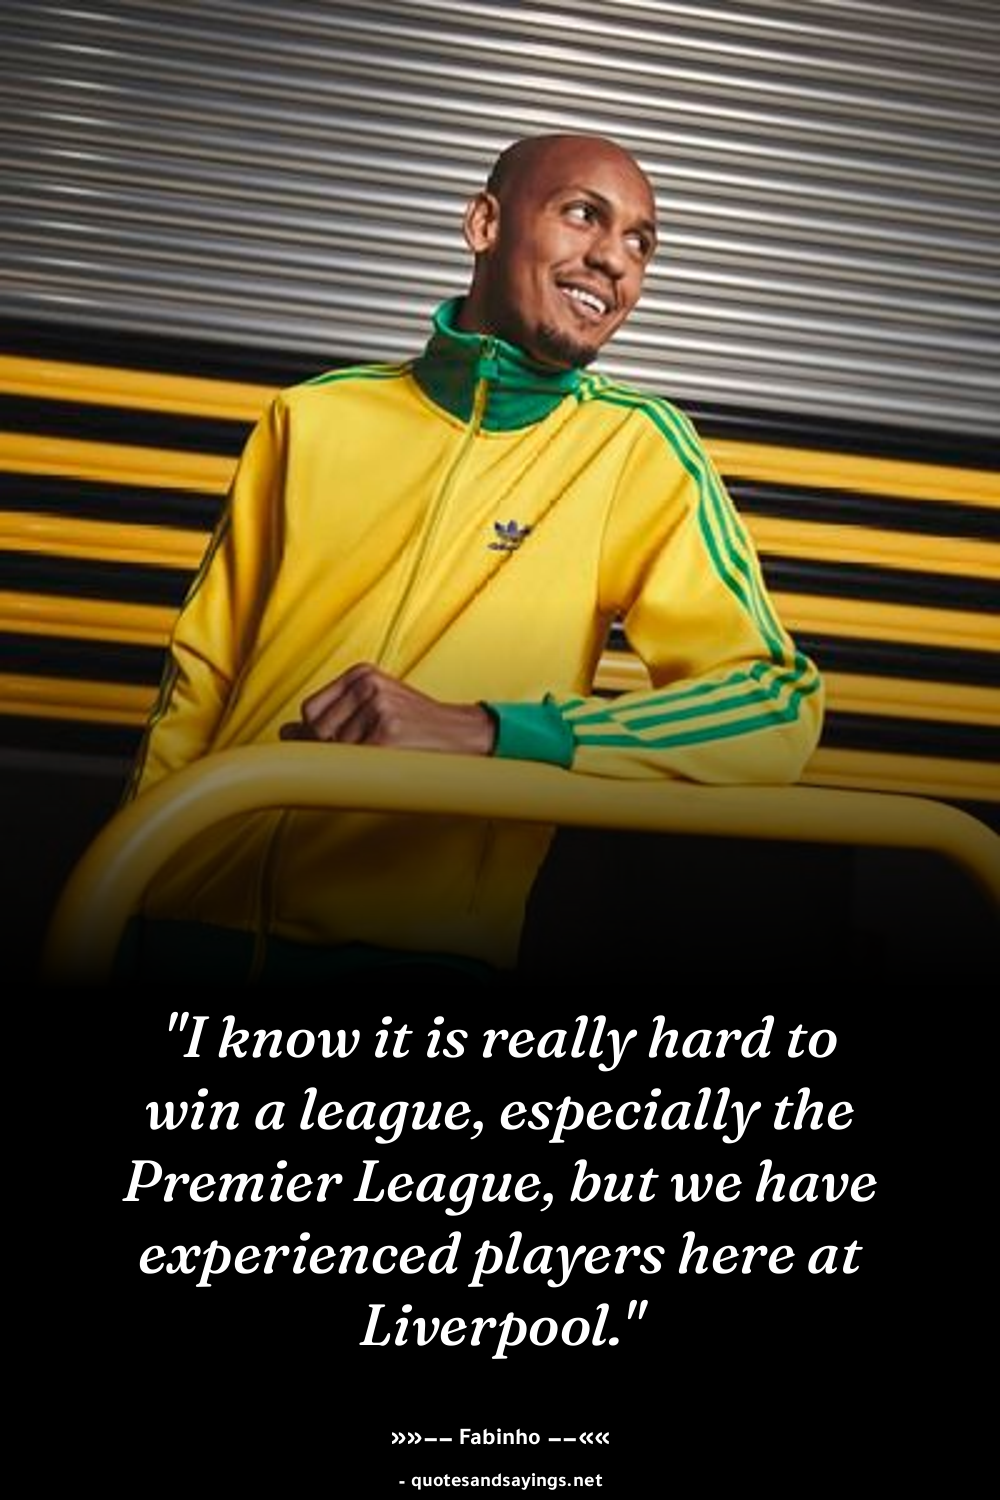 "I know it is really hard to
win a league, especially the
Premier League, but we have
experienced players here at
Liverpool."
»»−− Fabinho −−««
- quotesandsayings.net